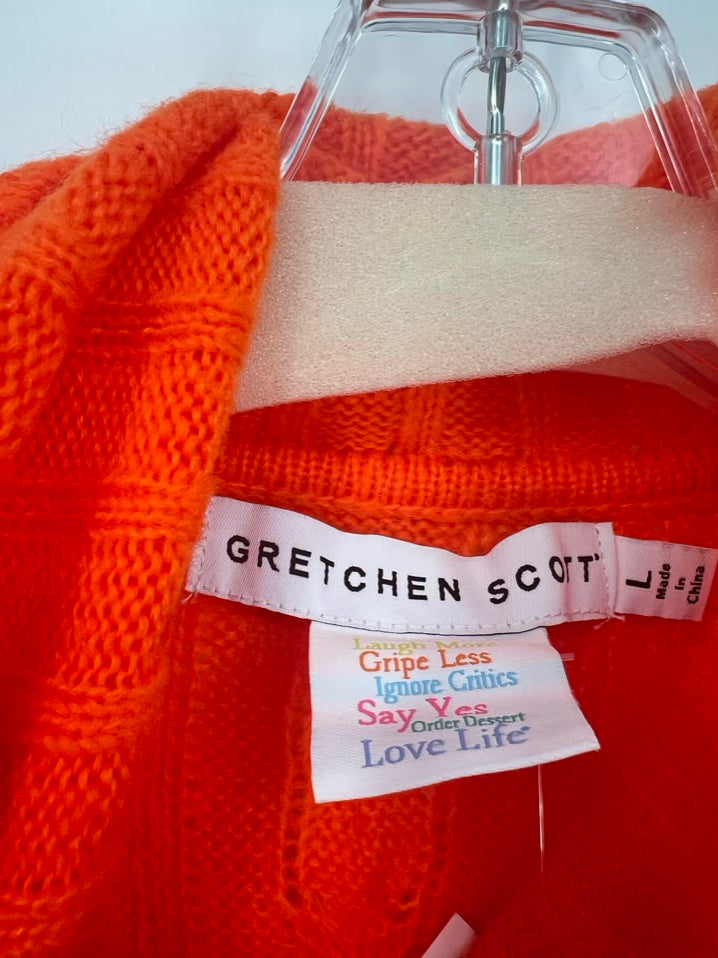 GRETCHEN SCOTT
L
Made
in
China
Laugh More
Gripe Less
Ignore Critics
Say Yes
Order Dessert
Love Life